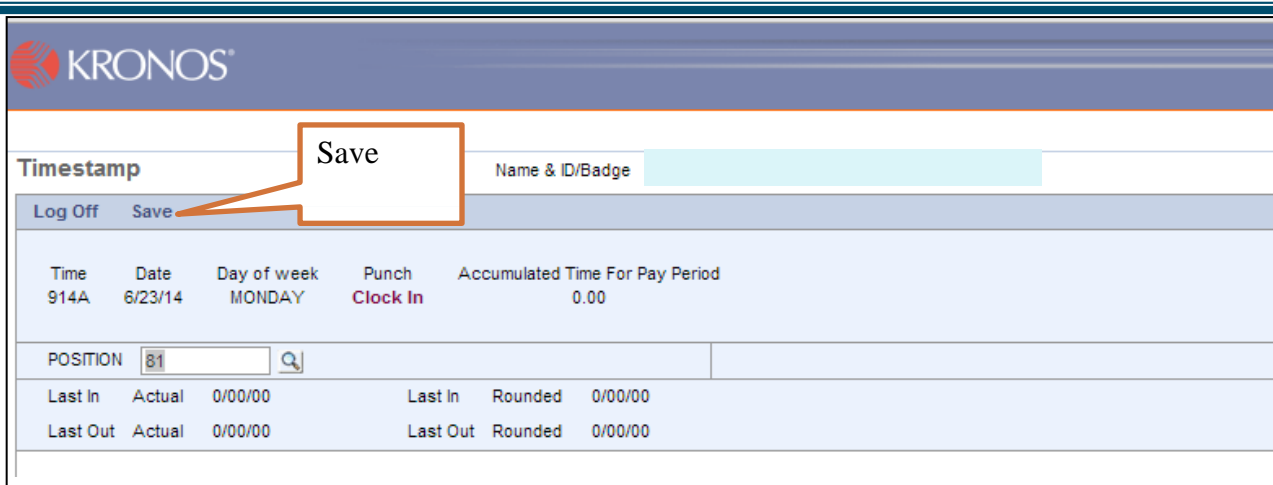 KRONOS®
Save
Timestamp Name & ID/Badge
Log Off Save
Time Date Day of week Punch Accumulated Time For Pay Period
914A 6/23/14 MONDAY Clock In 0.00
POSITION 81
Last In Actual 0/00/00 Last In Rounded 0/00/00
Last Out Actual 0/00/00 Last Out Rounded 0/00/00